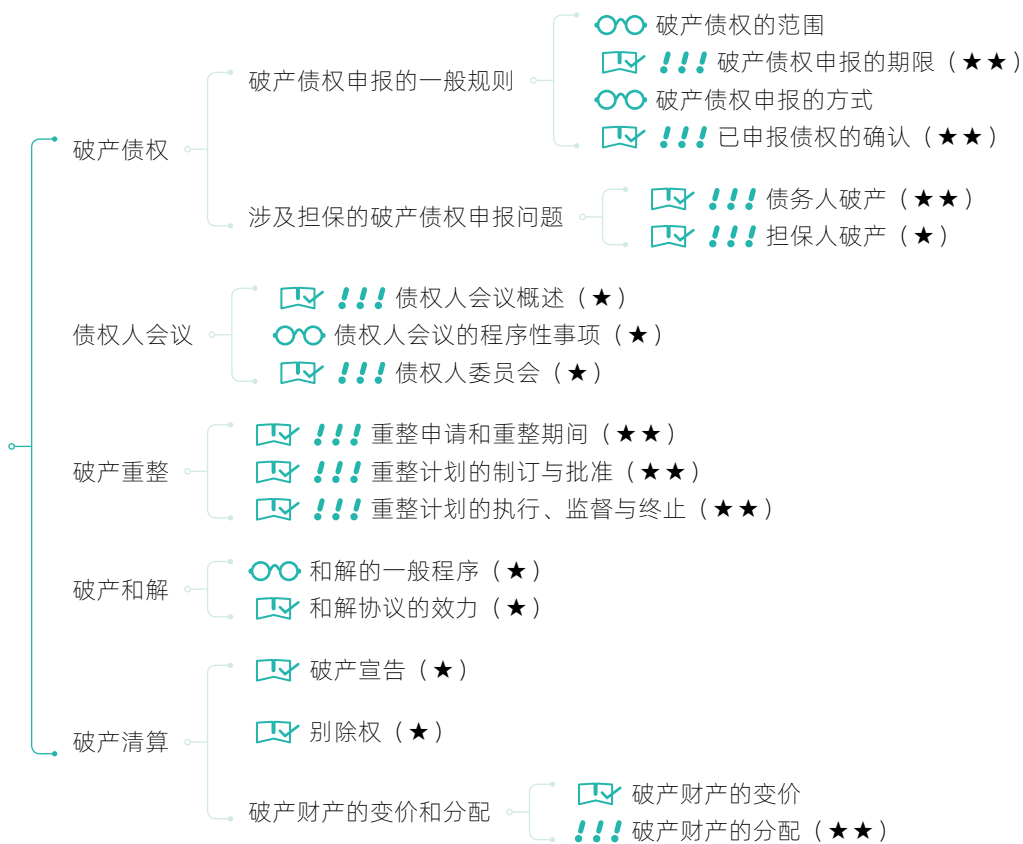 破产债权
破产债权申报的一般规则
破产债权的范围
!!! 破产债权申报的期限（★★）
破产债权申报的方式
!!! 已申报债权的确认（★★）
涉及担保的破产债权申报问题
!!! 债务人破产（★★）
!!! 担保人破产（★）
债权人会议
!!! 债权人会议概述（★）
债权人会议的程序性事项（★）
!!! 债权人委员会（★）
破产重整
!!! 重整申请和重整期间（★★）
!!! 重整计划的制订与批准（★★）
!!! 重整计划的执行、监督与终止（★★）
破产和解
和解的一般程序（★）
和解协议的效力（★）
破产清算
破产宣告（★）
别除权（★）
破产财产的变价和分配
破产财产的变价
!!! 破产财产的分配（★★）